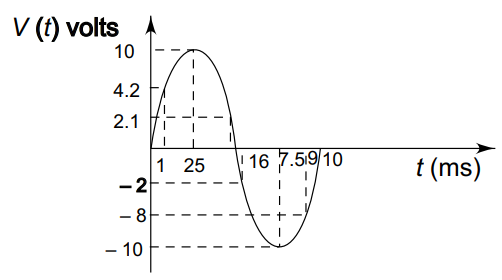 V (t) volts
10
4.2
2.1
1 25 16 7.5 9 10
t (ms)
– 2
– 8
– 10